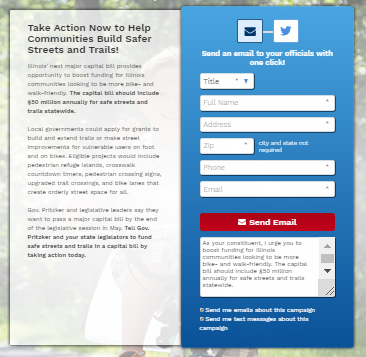 Take Action Now to Help
Communities Build Safer
Streets and Trails!
Illinois' next major capital bill provides
opportunity to boost funding for Illinois
communities looking to be more bike- and
walk-friendly. The capital bill should include
$50 million annually for safe streets and
trails statewide.
Local governments could apply for grants to
build and extend trails or make street
improvements for vulnerable users on foot
and on bikes. Eligible projects would include
pedestrian refuge islands, crosswalk
countdown timers, pedestrian crossing signs,
upgraded trail crossings, and bike lanes that
create orderly street space for all.
Gov. Pritzker and legislative leaders say they
want to pass a major capital bill by the end
of the legislative session in May. Tell Gov.
Pritzker and your state legislators to fund
safe streets and trails in a capital bill by
taking action today.
Send an email to your officials with
one click!
Title *
Full Name *
Address *
Zip * city and state not
required
Phone *
Email *
Send Email
As your constituent, I urge you to
boost funding for Illinois
communities looking to be more
bike- and walk-friendly. The capital
bill should include $50 million
annually for safe streets and trails
statewide.
Send me emails about this campaign
Send me text messages about this
campaign